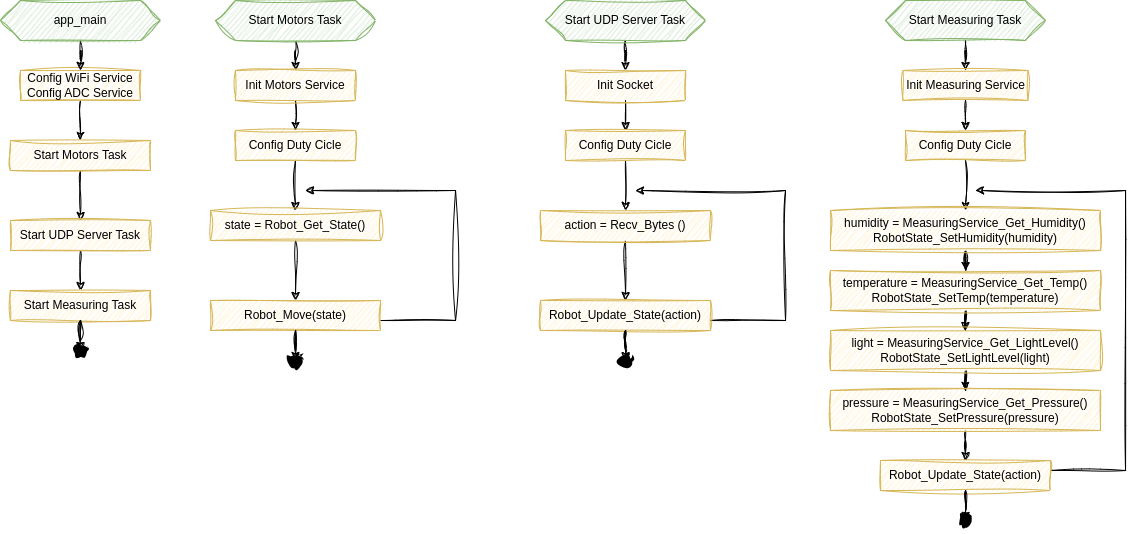 app_main
Config WiFi Service
Config ADC Service
Start Motors Task
Start UDP Server Task
Start Measuring Task
Start Motors Task
Init Motors Service
Config Duty Cicle
state = Robot_Get_State()
Robot_Move(state)
Start UDP Server Task
Init Socket
Config Duty Cicle
action = Recv_Bytes ()
Robot_Update_State(action)
Start Measuring Task
Init Measuring Service
Config Duty Cicle
humidity = MeasuringService_Get_Humidity()
RobotState_SetHumidity(humidity)
temperature = MeasuringService_Get_Temp()
RobotState_SetTemp(temperature)
light = MeasuringService_Get_LightLevel()
RobotState_SetLightLevel(light)
pressure = MeasuringService_Get_Pressure()
RobotState_SetPressure(pressure)
Robot_Update_State(action)